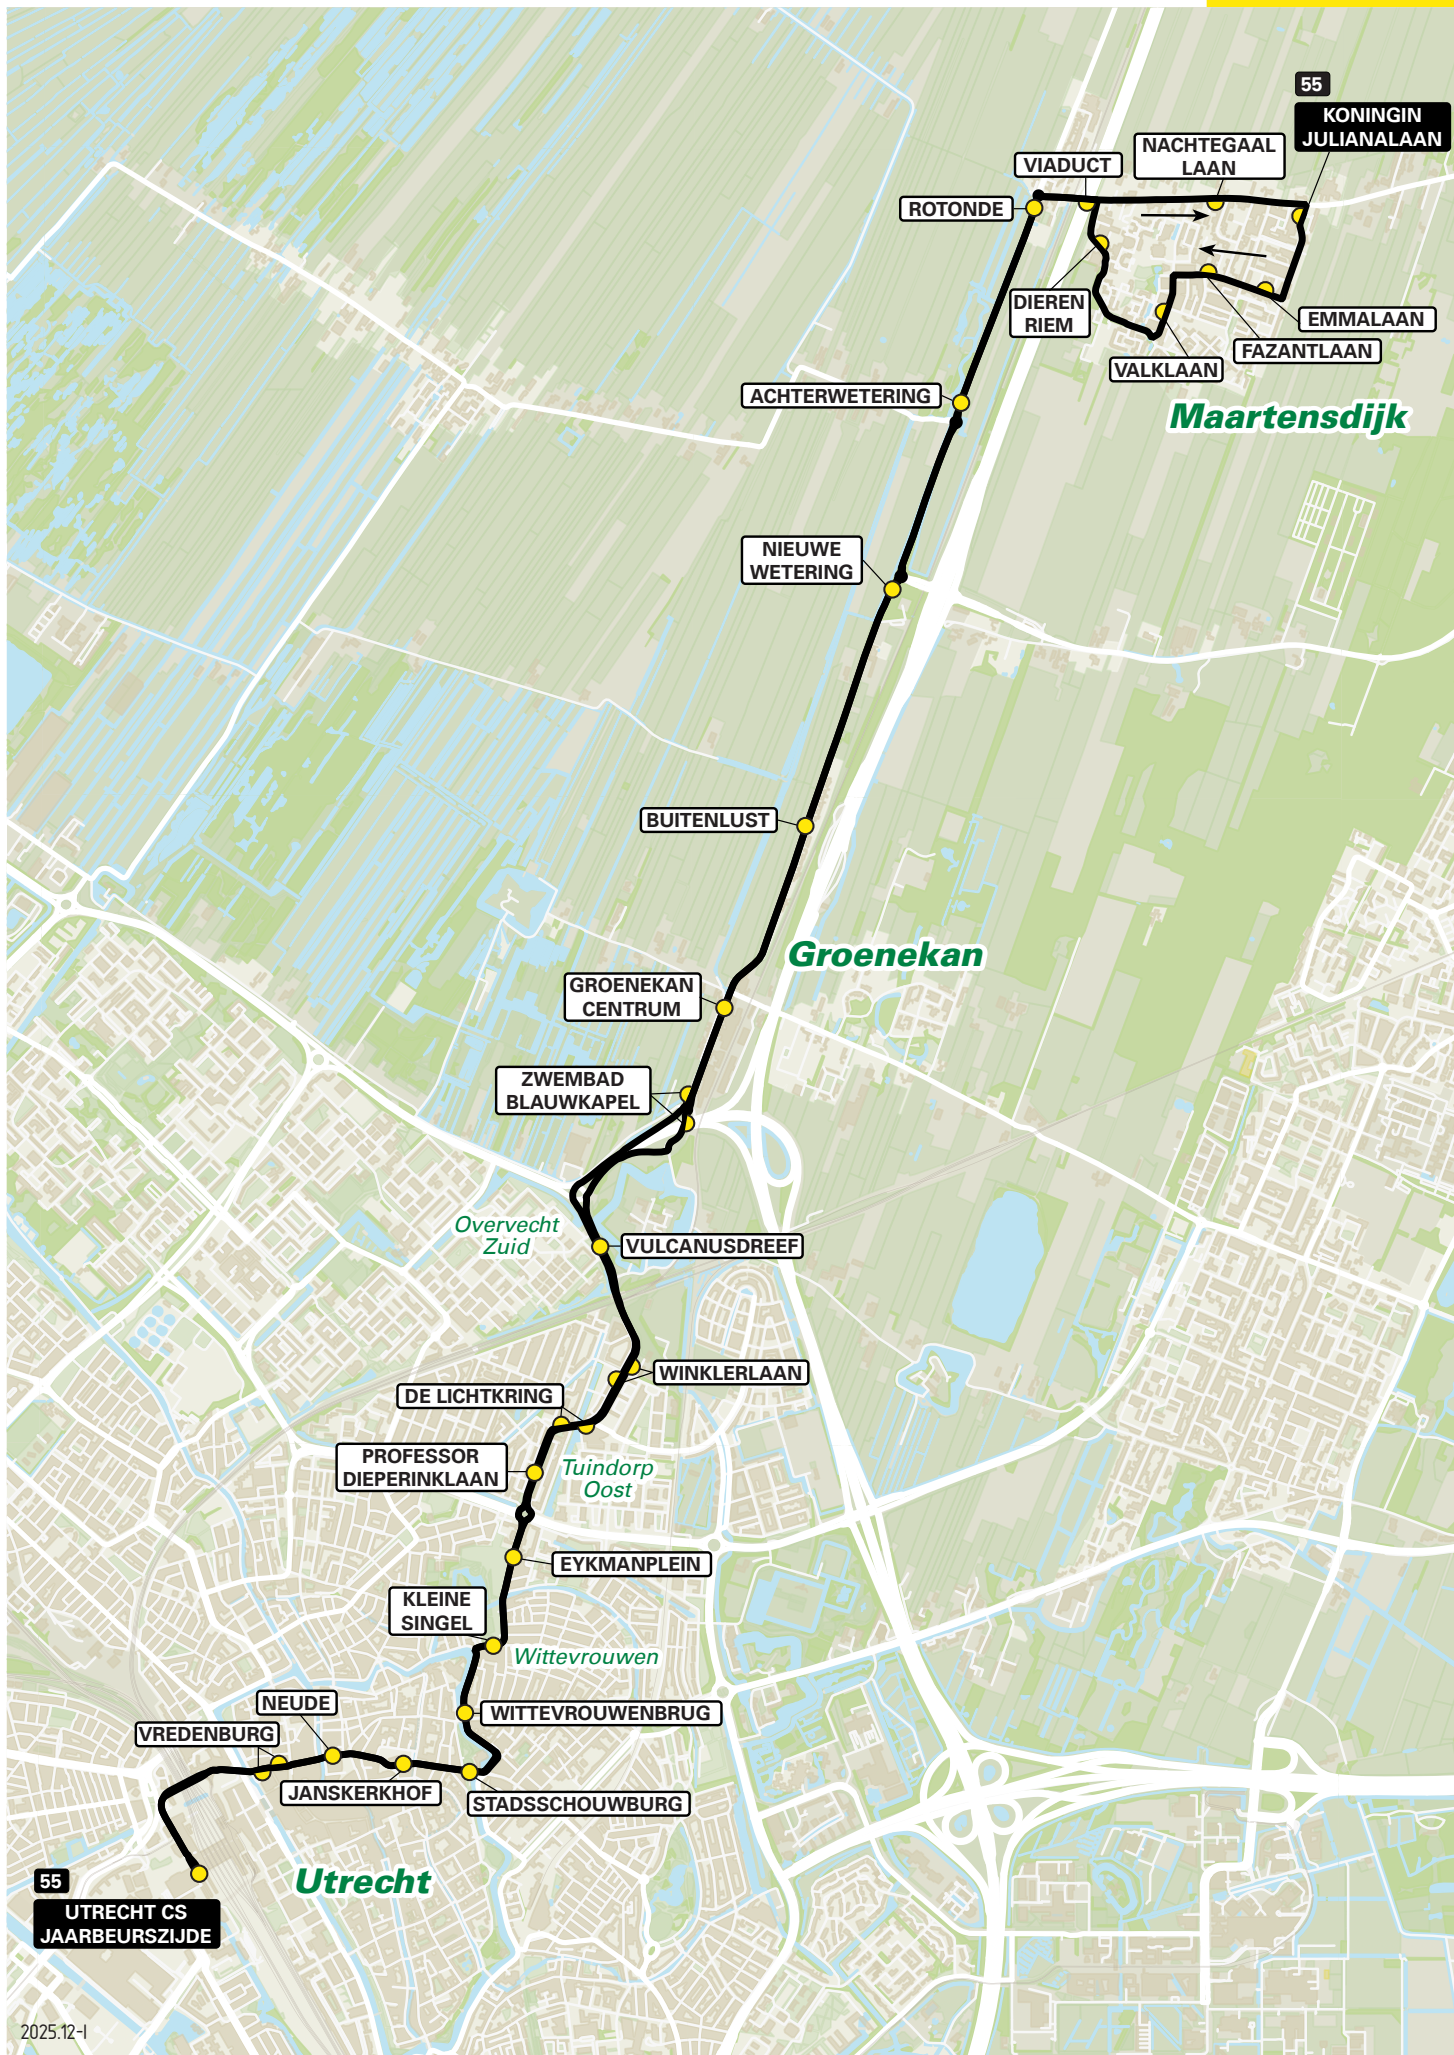 55
KONINGIN
JULIANALAAN
NACHTEGAAL
LAAN
VIADUCT
ROTONDE
DIEREN
RIEM
EMMALAAN
FAZANTLAAN
VALKLAAN
ACHTERWETERING
Maartensdijk
NIEUWE
WETERING
BUITENLUST
Groenekan
GROENEKAN
CENTRUM
ZWEMBAD
BLAUWKAPEL
Overvecht
Zuid
VULCANUSDREEF
WINKLERLAAN
DE LICHTKRING
PROFESSOR
DIEPERINKLAAN
Tuindorp
Oost
EYKMANPLEIN
KLEINE
SINGEL
Wittevrouwen
NEUDE
WITTEVROUWENBRUG
VREDENBURG
JANSKERKHOF
STADSSCHOUWBURG
Utrecht
55
UTRECHT CS
JAARBEURSZIJDE
2025.12-I